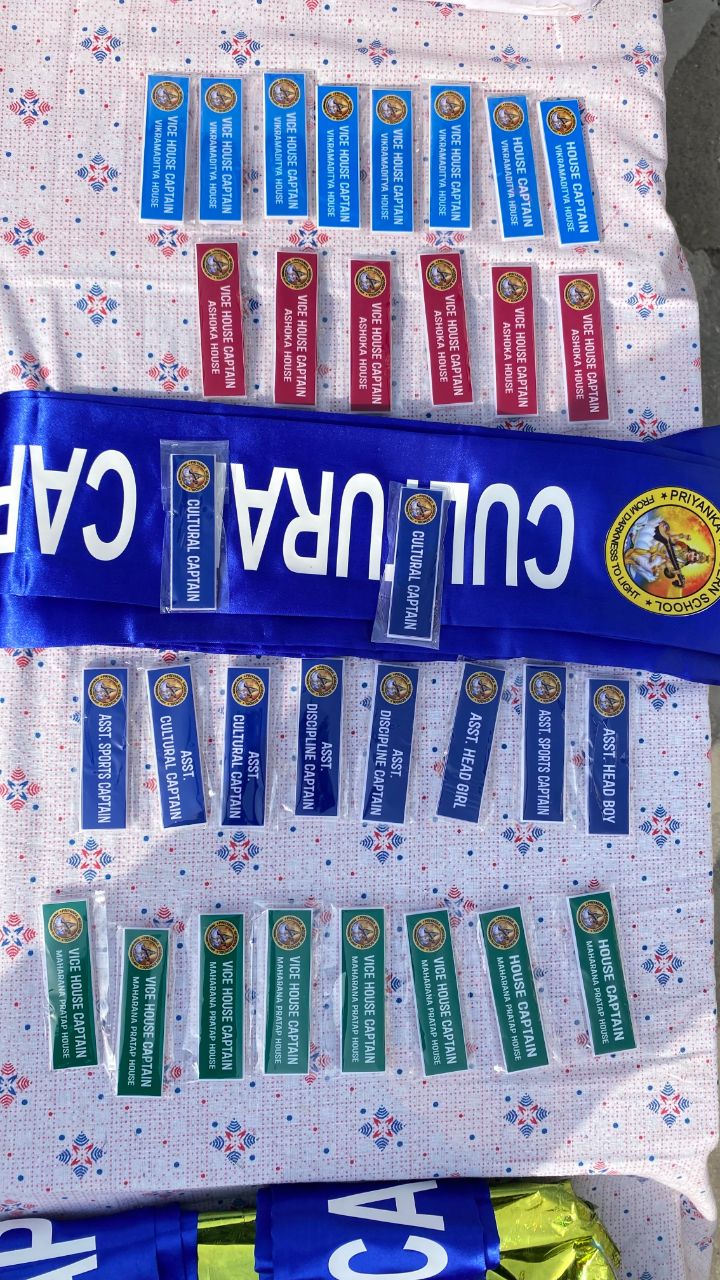 VICE HOUSE CAPTAIN
VIKRAMADITYA HOUSE
VICE HOUSE CAPTAIN
VIKRAMADITYA HOUSE
VICE HOUSE CAPTAIN
VIKRAMADITYA HOUSE
VICE HOUSE CAPTAIN
VIKRAMADITYA HOUSE
VICE HOUSE CAPTAIN
VIKRAMADITYA HOUSE
VICE HOUSE CAPTAIN
VIKRAMADITYA HOUSE
HOUSE CAPTAIN
VIKRAMADITYA HOUSE
HOUSE CAPTAIN
VIKRAMADITYA HOUSE
VICE HOUSE CAPTAIN
ASHOKA HOUSE
VICE HOUSE CAPTAIN
ASHOKA HOUSE
VICE HOUSE CAPTAIN
ASHOKA HOUSE
VICE HOUSE CAPTAIN
ASHOKA HOUSE
VICE HOUSE CAPTAIN
ASHOKA HOUSE
VICE HOUSE CAPTAIN
ASHOKA HOUSE
PRIYANKA
SCHOOL
FROM DARKNESS TO LIGHT
CULTURAL CAP
CULTURAL CAPTAIN
CULTURAL CAPTAIN
ASST. SPORTS CAPTAIN
ASST.
CULTURAL CAPTAIN
ASST.
CULTURAL CAPTAIN
ASST.
DISCIPLINE CAPTAIN
ASST.
DISCIPLINE CAPTAIN
ASST. HEAD GIRL
ASST. SPORTS CAPTAIN
ASST. HEAD BOY
VICE HOUSE CAPTAIN
MAHARANA PRATAP HOUSE
VICE HOUSE CAPTAIN
MAHARANA PRATAP HOUSE
VICE HOUSE CAPTAIN
MAHARANA PRATAP HOUSE
VICE HOUSE CAPTAIN
MAHARANA PRATAP HOUSE
VICE HOUSE CAPTAIN
MAHARANA PRATAP HOUSE
VICE HOUSE CAPTAIN
MAHARANA PRATAP HOUSE
HOUSE CAPTAIN
MAHARANA PRATAP HOUSE
HOUSE CAPTAIN
MAHARANA PRATAP HOUSE
AP
CA